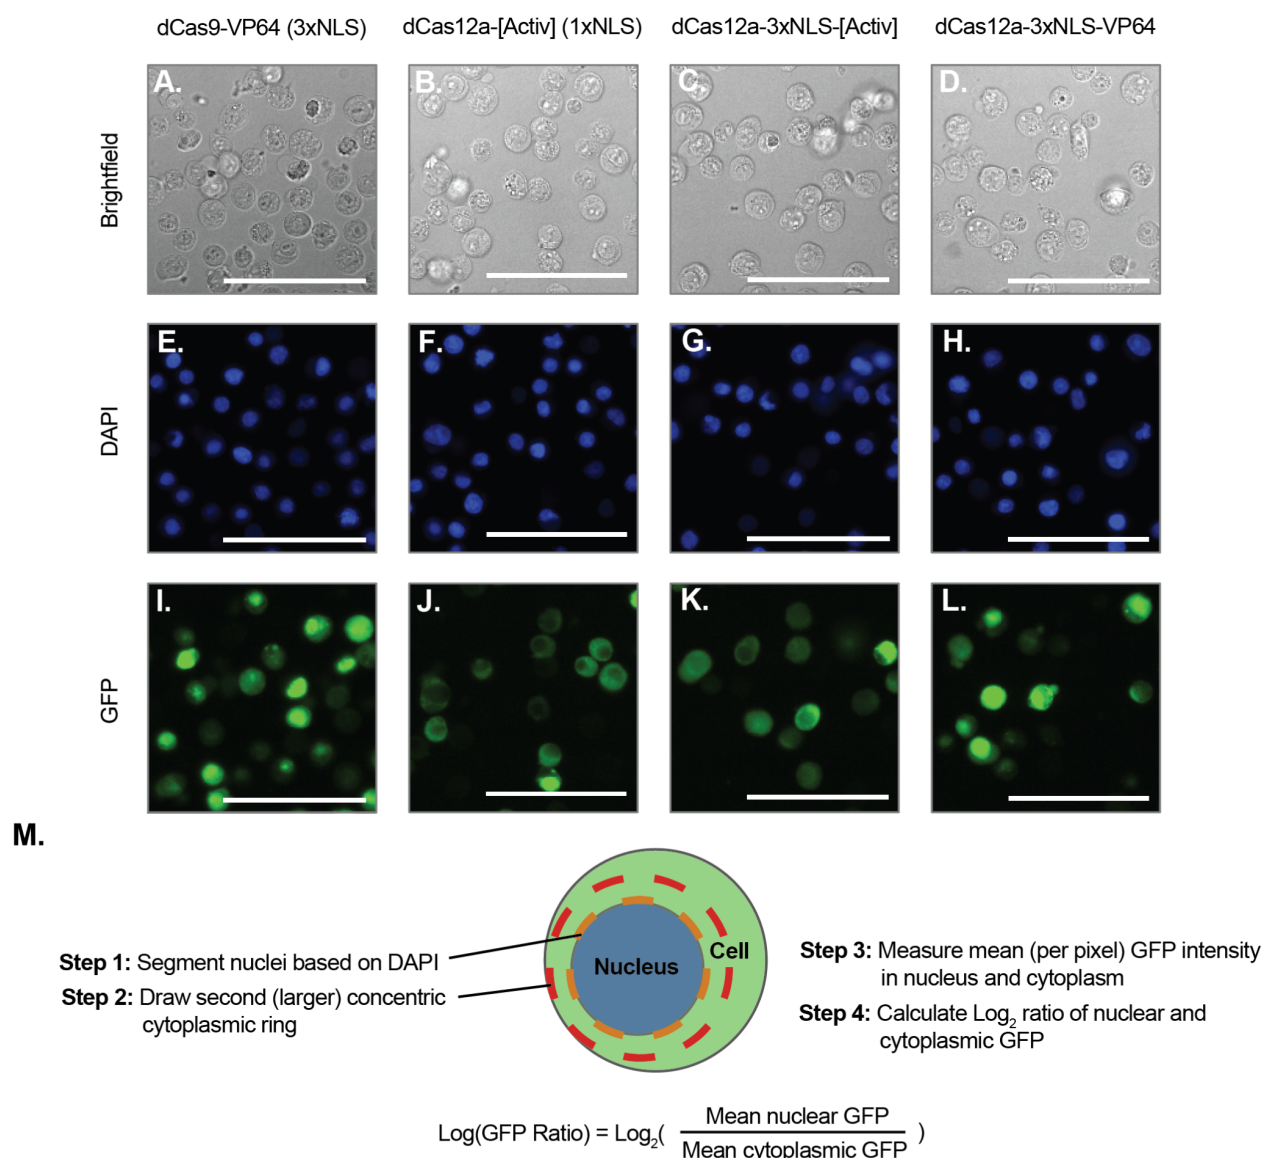 dCas9-VP64 (3xNLS) dCas12a-[Activ] (1xNLS) dCas12a-3xNLS-[Activ] dCas12a-3xNLS-VP64
Brightfield
A. B. C. D.
DAPI
E. F. G. H.
GFP
I. J. K. L.
M.
Step 1: Segment nuclei based on DAPI
Step 2: Draw second (larger) concentric
cytoplasmic ring
Nucleus
Cell
Step 3: Measure mean (per pixel) GFP intensity
in nucleus and cytoplasm
Step 4: Calculate Log2 ratio of nuclear and
cytoplasmic GFP
Log(GFP Ratio) = Log2( Mean nuclear GFP / Mean cytoplasmic GFP )